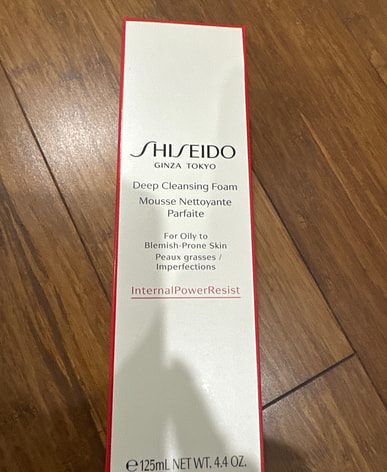 SHISEIDO
GINZA TOKYO
Deep Cleansing Foam
Mousse Nettoyante
Parfaite
For Oily to
Blemish-Prone Skin
Peaux grasses /
Imperfections
InternalPowerResist
℮125mL NET WT. 4.4 OZ.